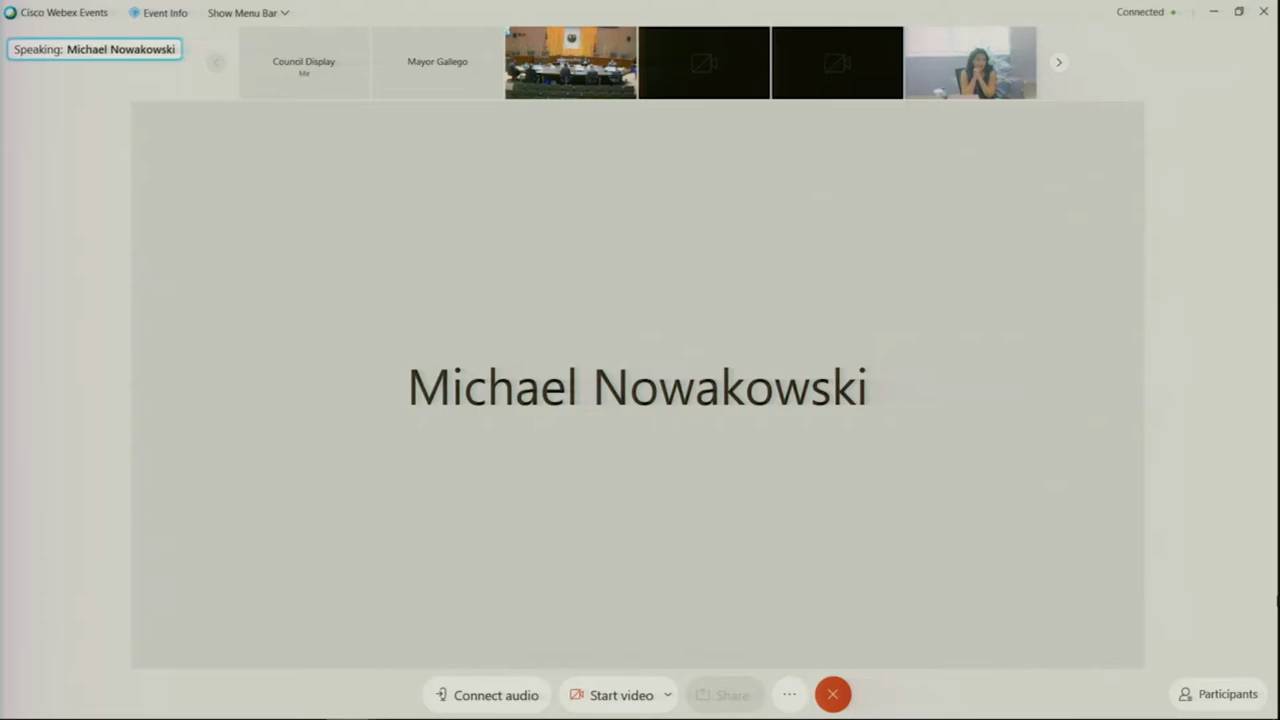 Cisco Webex Events
Event Info
Show Menu Bar
Connected
Speaking: Michael Nowakowski
Council Display
Me
Mayor Gallego
Michael Nowakowski
Connect audio
Start video
Share
Participants